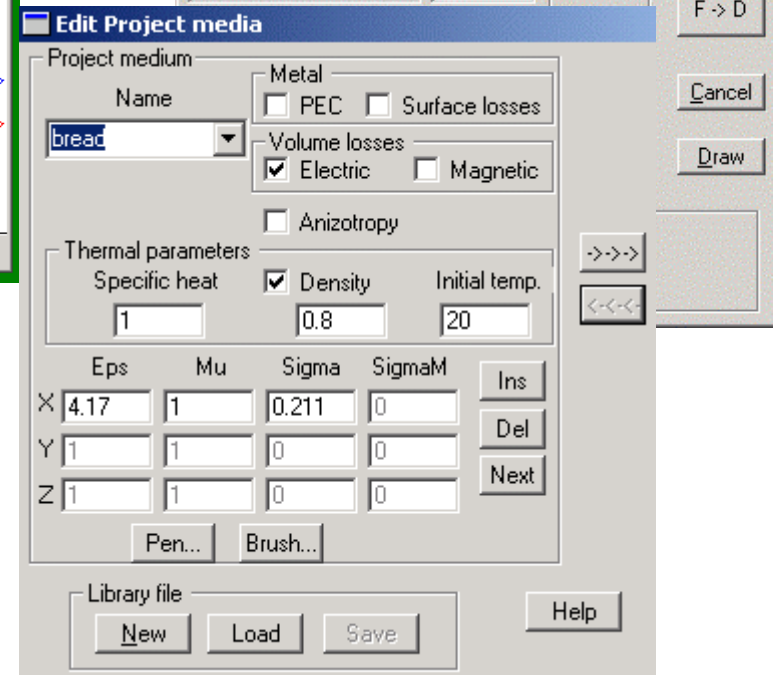 F -> D
Edit Project media
Project medium
Metal
Name
PEC Surface losses
Cancel
bread
Volume losses
Electric Magnetic
Draw
Anizotropy
Thermal parameters
Specific heat Density Initial temp.
1 0.8 20
->->->
<-<-<-
Eps Mu Sigma SigmaM
Ins
X 4.17 1 0.211 0
Del
Y 1 1 0 0
Next
Z 1 1 0 0
Pen... Brush...
Library file
New Load Save
Help